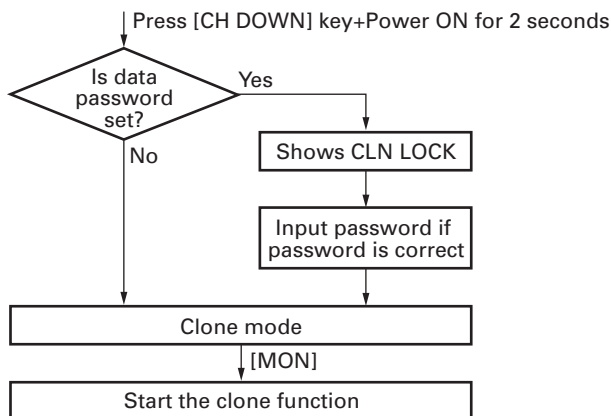 Press [CH DOWN] key+Power ON for 2 seconds
Is data
password
set?
Yes
No
Shows CLN LOCK
Input password if
password is correct
Clone mode
[MON]
Start the clone function